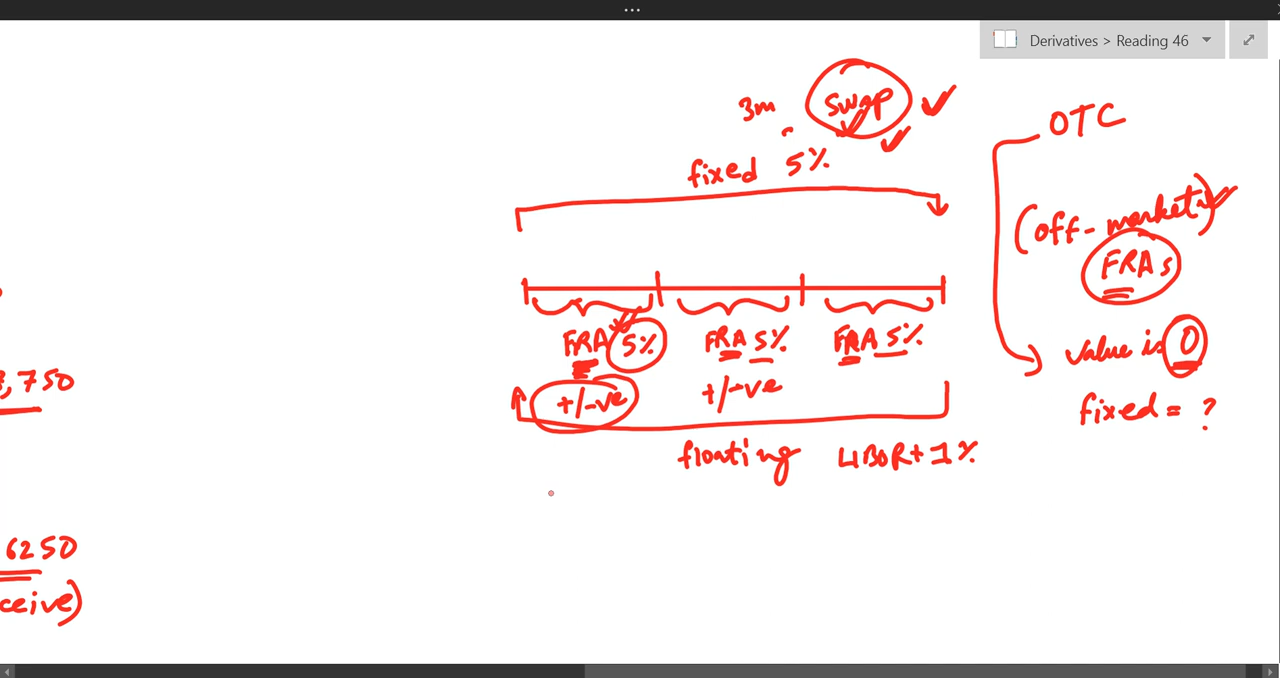 Derivatives > Reading 46
3m swap
fixed 5%
OTC
(off-market)
FRAs
FRA 5% FRA 5% FRA 5%
value is 0
+/-ve +/-ve
fixed = ?
,750
floating LIBOR+1%
6250
ceive)